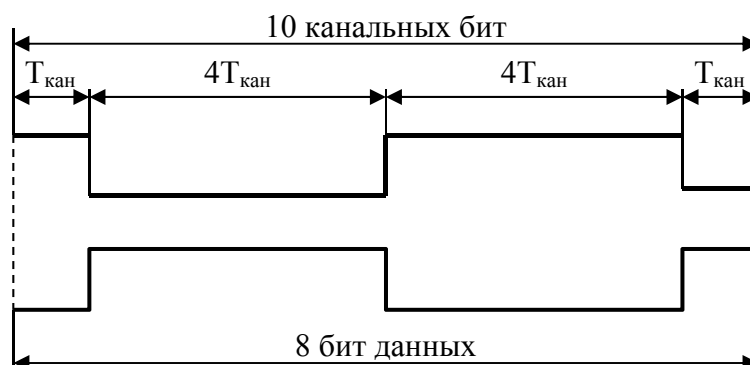 10 канальных бит
Tкан 4Tкан 4Tкан Tкан
8 бит данных